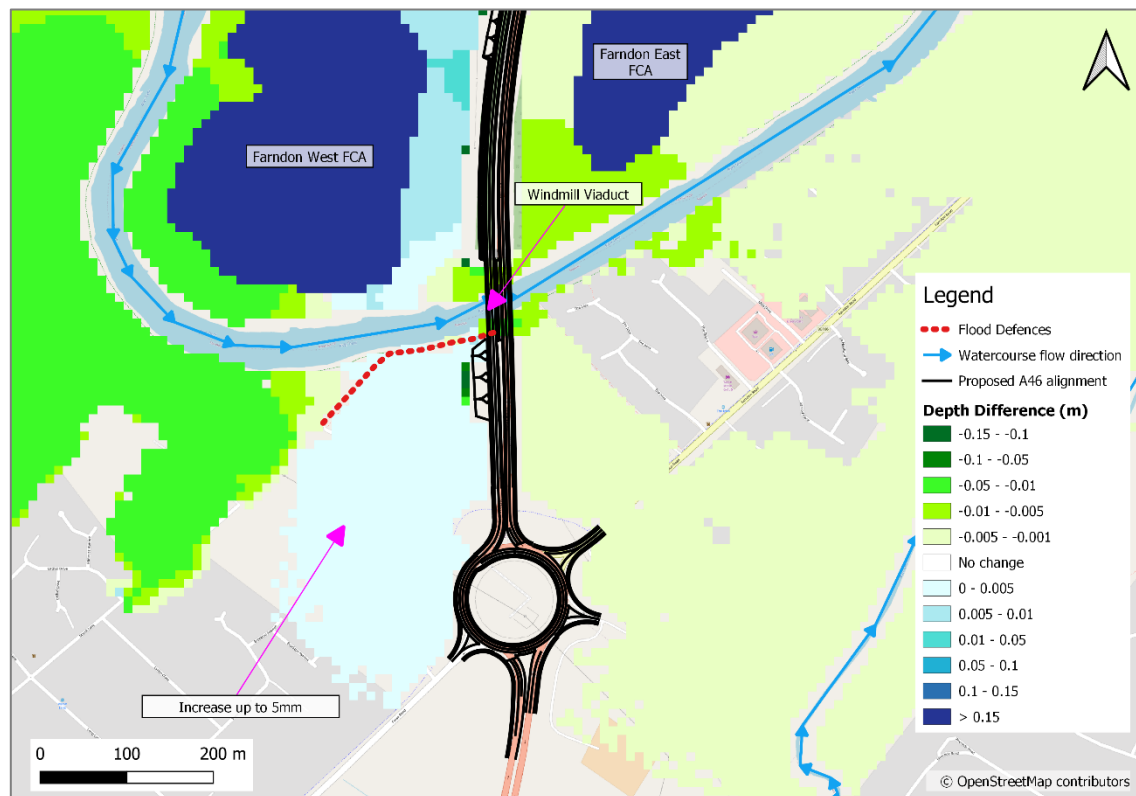 Farndon East
FCA
Farndon West FCA
Windmill Viaduct
Legend
Flood Defences
Watercourse flow direction
Proposed A46 alignment
Depth Difference (m)
-0.15 - -0.1
-0.1 - -0.05
-0.05 - -0.01
-0.01 - -0.005
-0.005 - -0.001
No change
0 - 0.005
0.005 - 0.01
0.01 - 0.05
0.05 - 0.1
0.1 - 0.15
> 0.15
Increase up to 5mm
0 100 200 m
© OpenStreetMap contributors